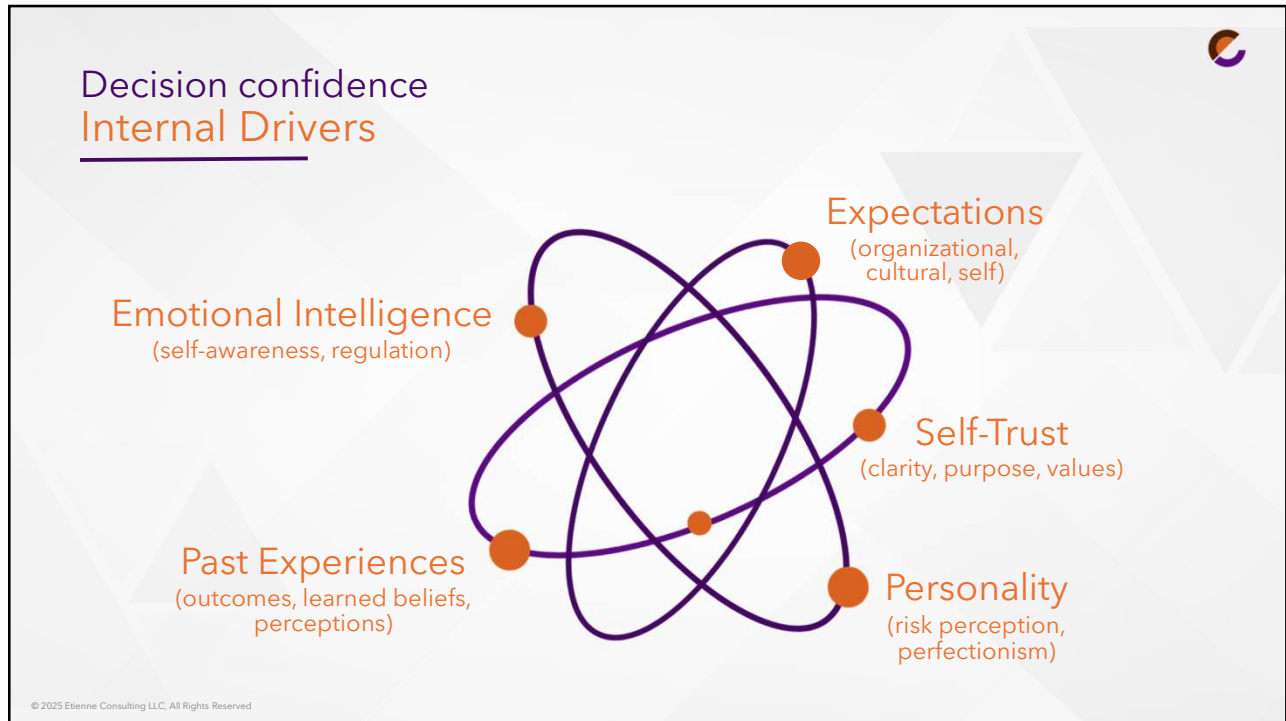 Decision confidence
Internal Drivers
Expectations
(organizational,
cultural, self)
Emotional Intelligence
(self-awareness, regulation)
Self-Trust
(clarity, purpose, values)
Past Experiences
(outcomes, learned beliefs,
perceptions)
Personality
(risk perception,
perfectionism)
© 2025 Etienne Consulting LLC, All Rights Reserved